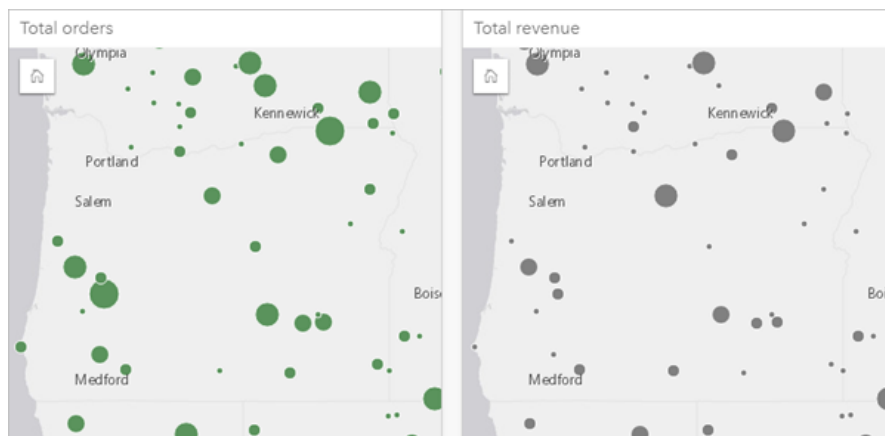 Total orders
Olympia
Kennewick
Portland
Salem
Medford
Total revenue
Olympia
Kennewick
Portland
Salem
Medford